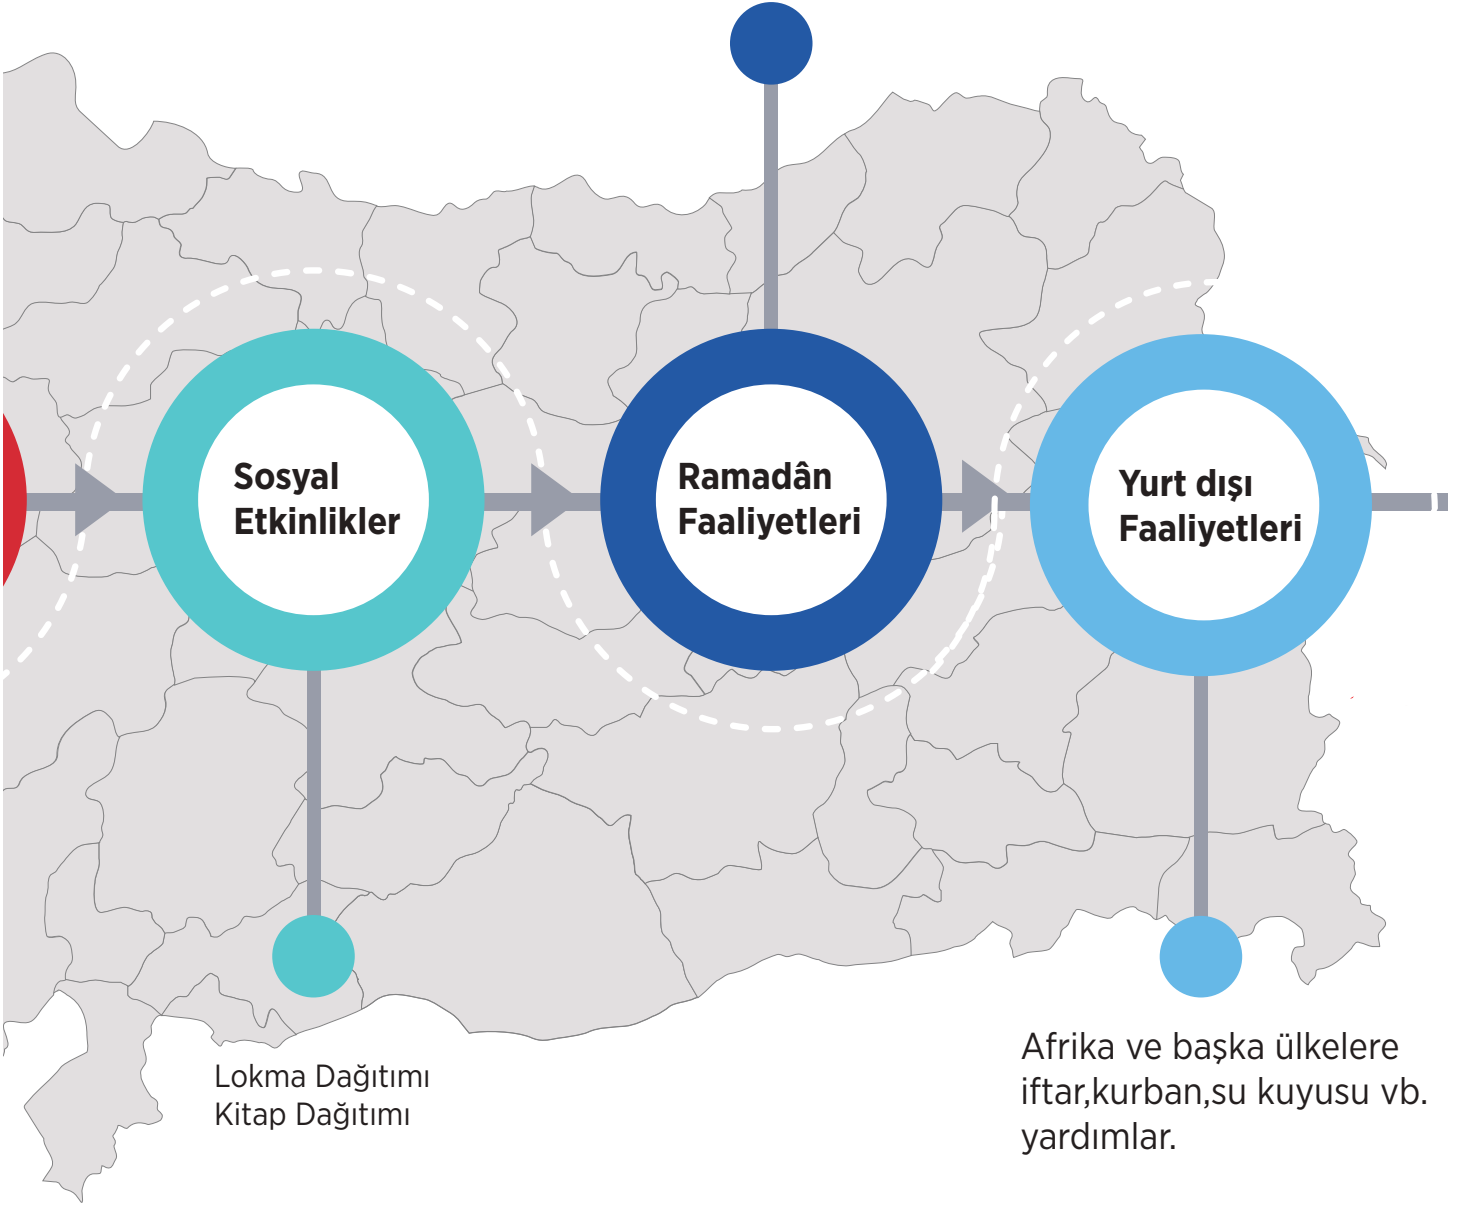 Sosyal
Etkinlikler
Ramadân
Faaliyetleri
Yurt dışı
Faaliyetleri
Lokma Dağıtımı
Kitap Dağıtımı
Afrika ve başka ülkelere
iftar,kurban,su kuyusu vb.
yardımlar.